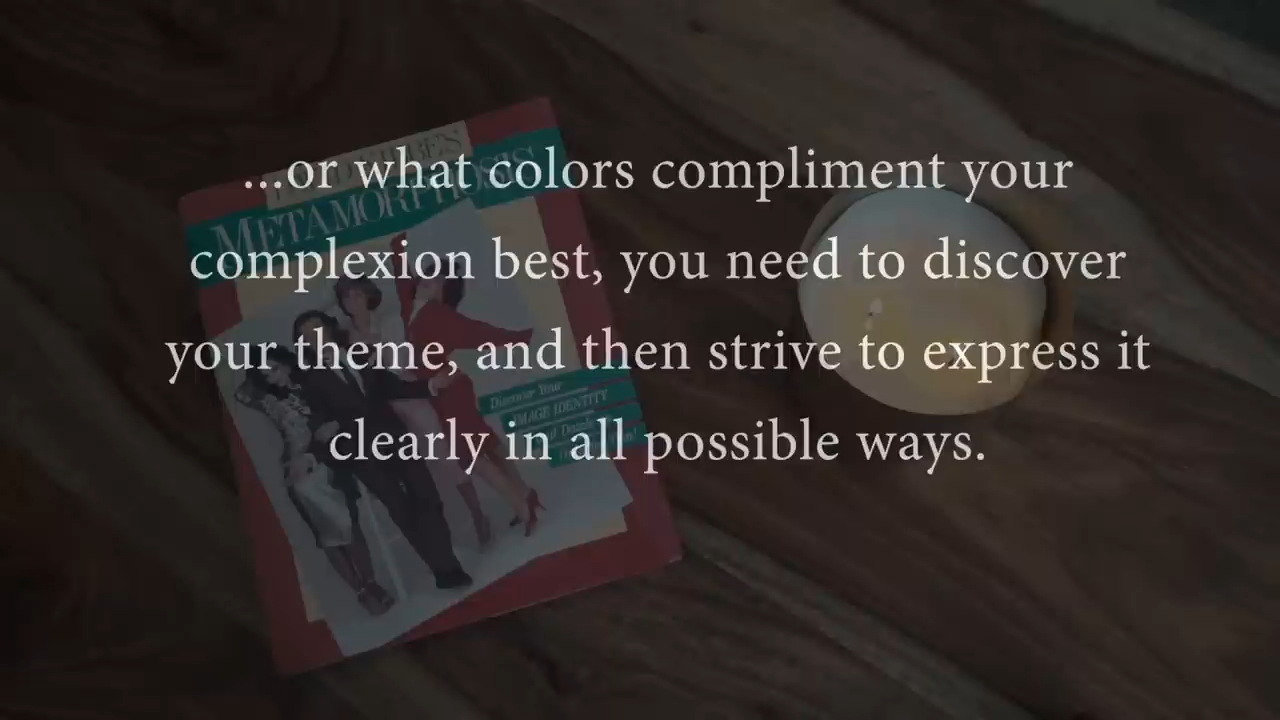 ...or what colors compliment your
complexion best, you need to discover
your theme, and then strive to express it
clearly in all possible ways.
METAMORPHOSIS
Discover Your
IMAGE IDENTITY